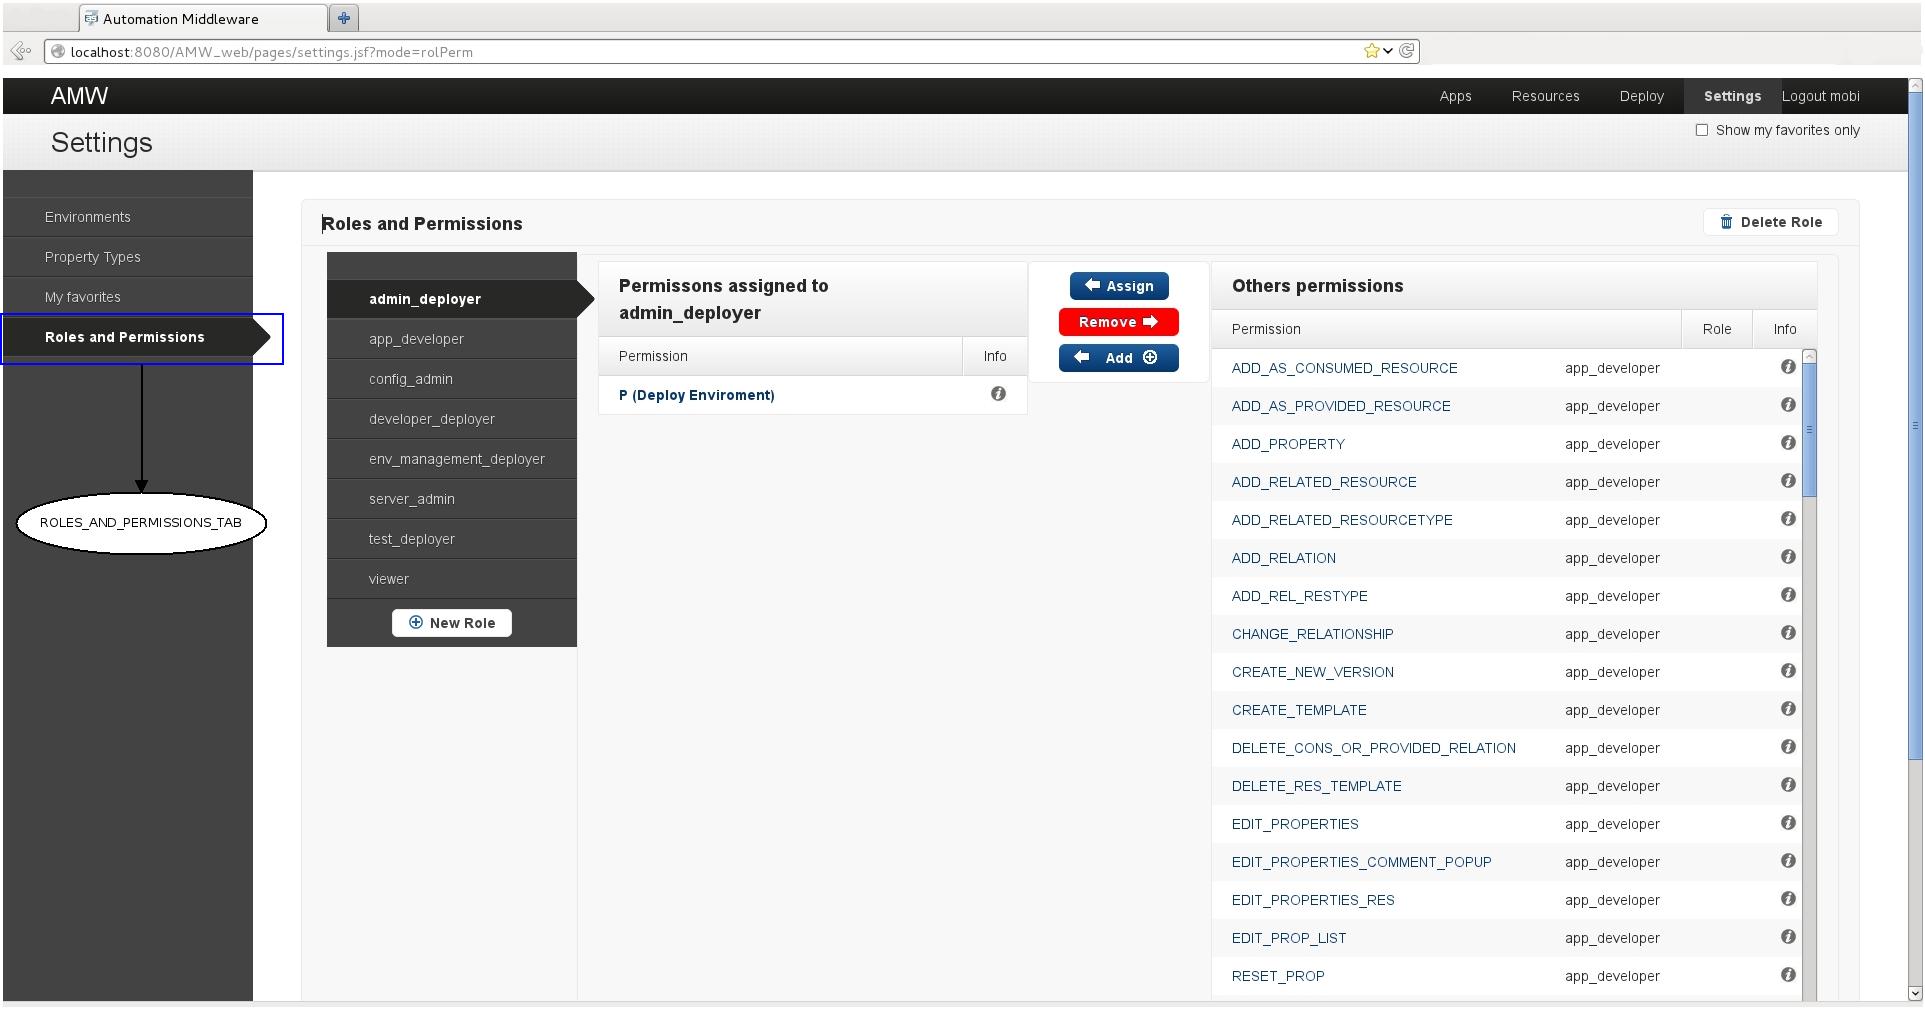 Automation Middleware
localhost:8080/AMW_web/pages/settings.jsf?mode=rolPerm
AMW
Apps Resources Deploy Settings Logout mobi
Settings
Show my favorites only
Environments
Property Types
My favorites
Roles and Permissions
ROLES_AND_PERMISSIONS_TAB
Roles and Permissions
Delete Role
admin_deployer
app_developer
config_admin
developer_deployer
env_management_deployer
server_admin
test_deployer
viewer
New Role
Permissons assigned to
admin_deployer
Permission Info
P (Deploy Enviroment)
Assign
Remove
Add
Others permissions
Permission Role Info
ADD_AS_CONSUMED_RESOURCE app_developer
ADD_AS_PROVIDED_RESOURCE app_developer
ADD_PROPERTY app_developer
ADD_RELATED_RESOURCE app_developer
ADD_RELATED_RESOURCETYPE app_developer
ADD_RELATION app_developer
ADD_REL_RESTYPE app_developer
CHANGE_RELATIONSHIP app_developer
CREATE_NEW_VERSION app_developer
CREATE_TEMPLATE app_developer
DELETE_CONS_OR_PROVIDED_RELATION app_developer
DELETE_RES_TEMPLATE app_developer
EDIT_PROPERTIES app_developer
EDIT_PROPERTIES_COMMENT_POPUP app_developer
EDIT_PROPERTIES_RES app_developer
EDIT_PROP_LIST app_developer
RESET_PROP app_developer